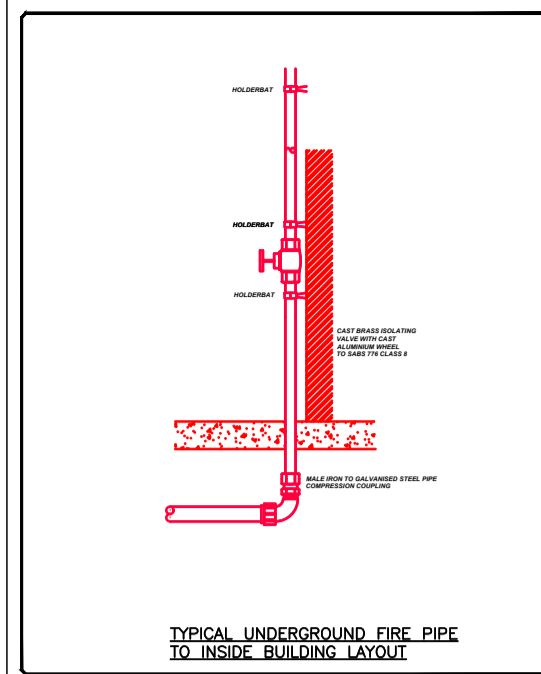 HOLDERBAT
HOLDERBAT
HOLDERBAT
CAST BRASS ISOLATING
VALVE WITH CAST
ALUMINIUM WHEEL
TO SABS 776 CLASS 8
MALE IRON TO GALVANISED STEEL PIPE
COMPRESSION COUPLING
TYPICAL UNDERGROUND FIRE PIPE
TO INSIDE BUILDING LAYOUT